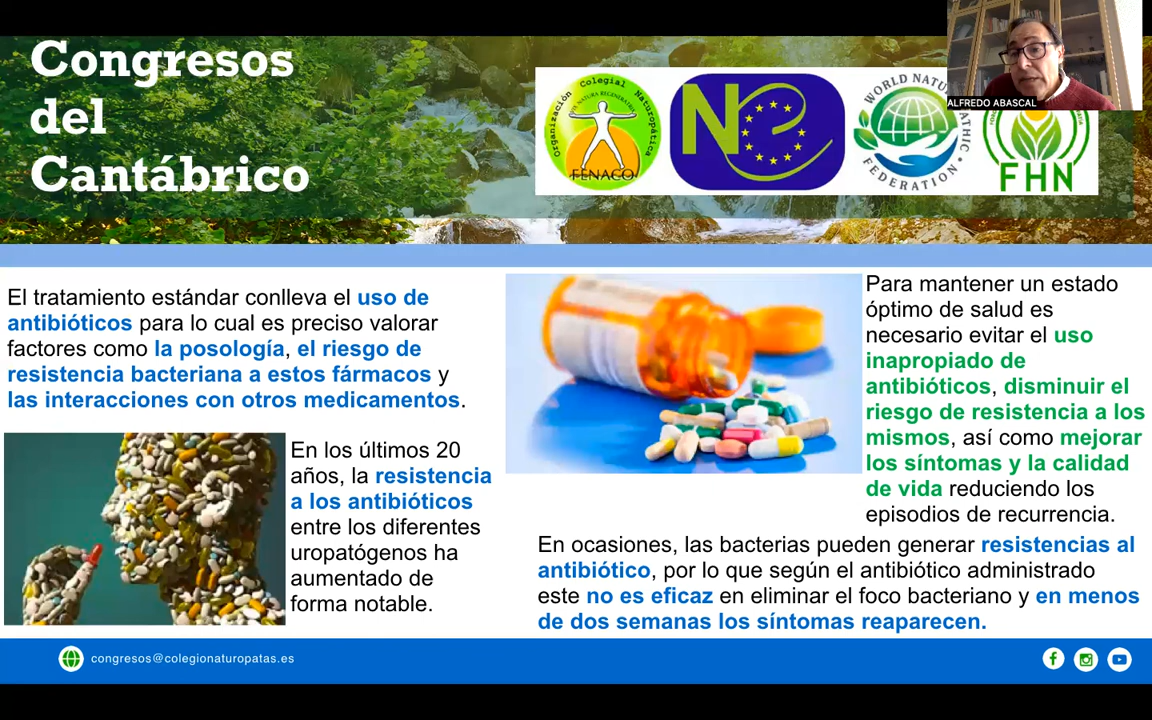 Congresos
del
Cantábrico
Organización Colegial Naturopática
FENACO
N
WORLD
FEDERATION
FHN
ALFREDO ABASCAL
El tratamiento estándar conlleva el uso de
antibióticos para lo cual es preciso valorar
factores como la posología, el riesgo de
resistencia bacteriana a estos fármacos y
las interacciones con otros medicamentos.
En los últimos 20
años, la resistencia
a los antibióticos
entre los diferentes
uropatógenos ha
aumentado de
forma notable.
Para mantener un estado
óptimo de salud es
necesario evitar el uso
inapropiado de
antibióticos, disminuir el
riesgo de resistencia a los
mismos, así como mejorar
los síntomas y la calidad
de vida reduciendo los
episodios de recurrencia.
En ocasiones, las bacterias pueden generar resistencias al
antibiótico, por lo que según el antibiótico administrado
este no es eficaz en eliminar el foco bacteriano y en menos
de dos semanas los síntomas reaparecen.
congresos@colegionaturopatas.es